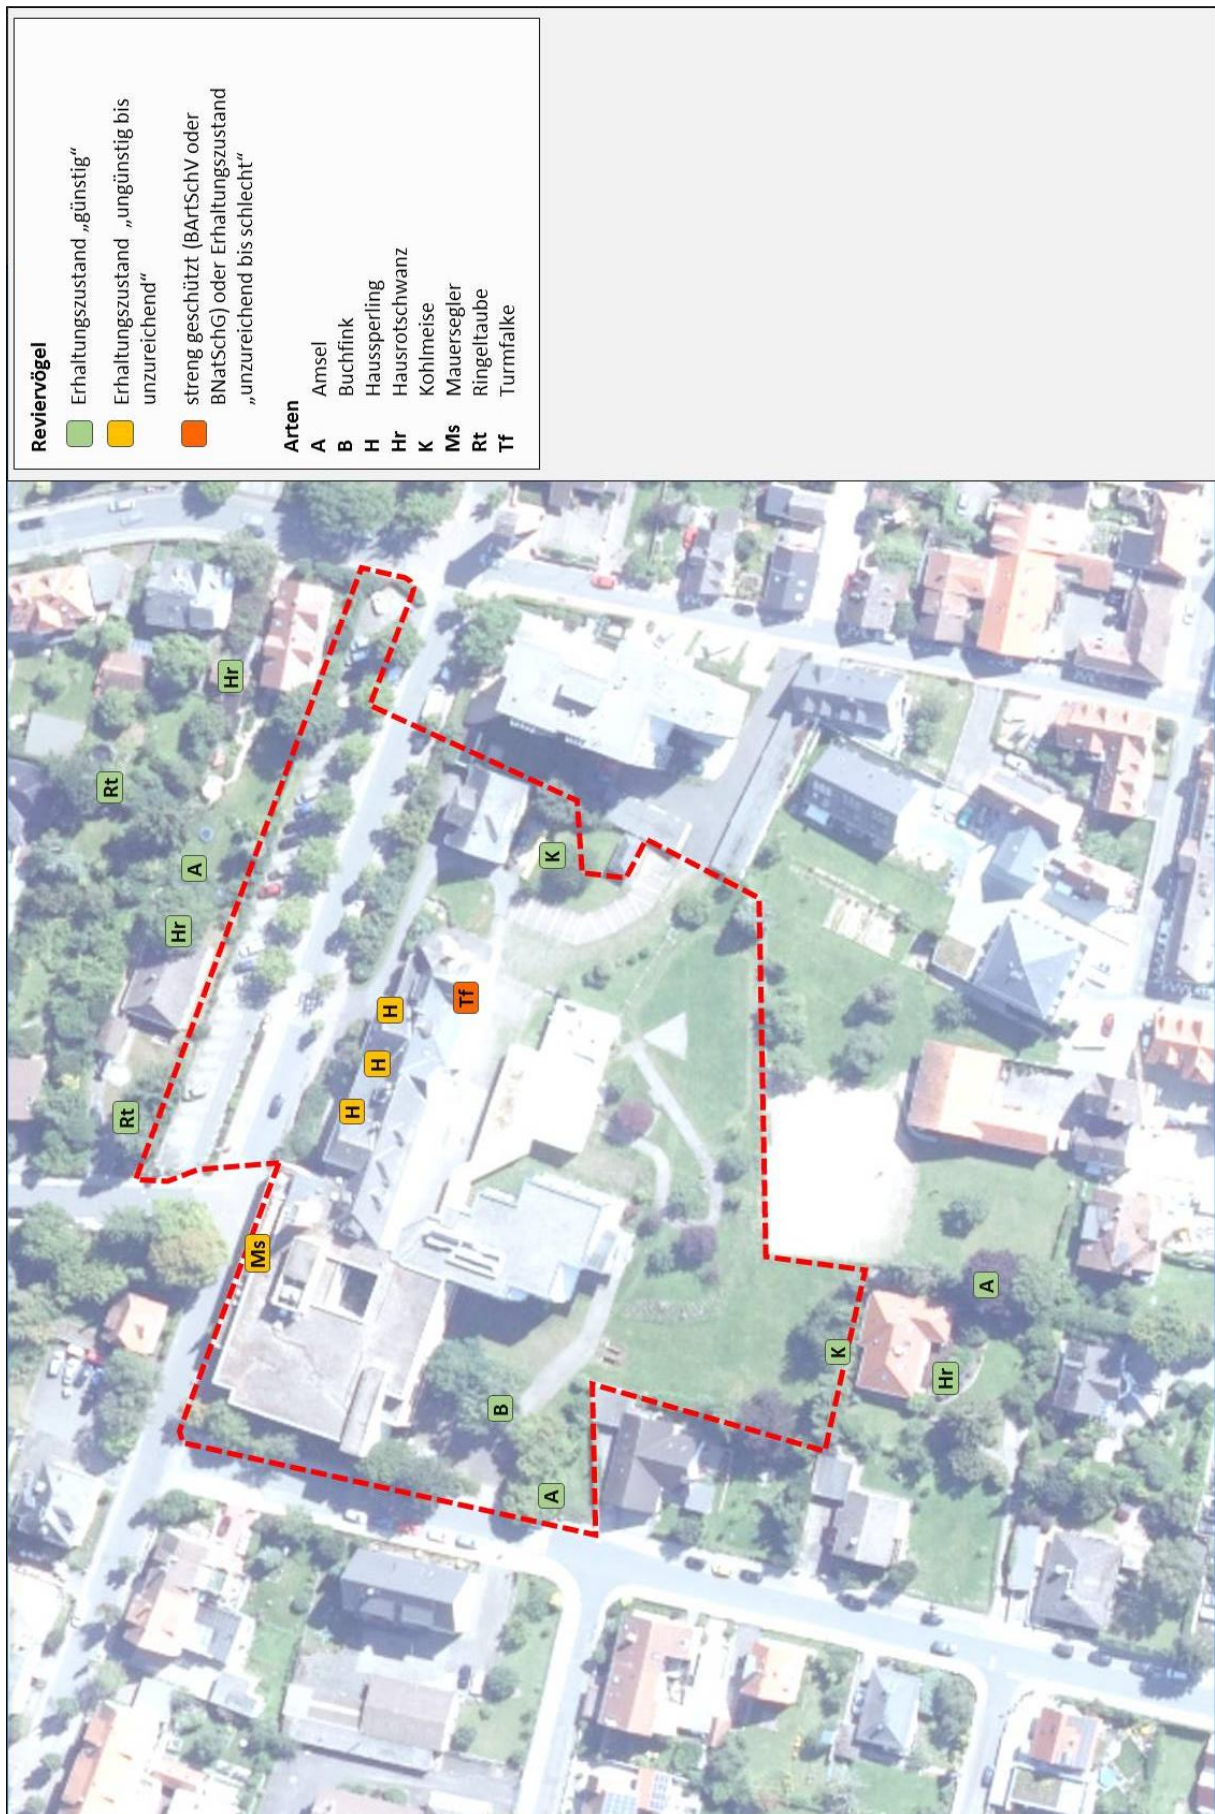 Reviervögel
Erhaltungszustand „günstig“
Erhaltungszustand „ungünstig bis
unzureichend“
streng geschützt (BArtSchV oder
BNatSchG) oder Erhaltungszustand
„unzureichend bis schlecht“
Arten
A Amsel
B Buchfink
H Haussperling
Hr Hausrotschwanz
K Kohlmeise
Ms Mauersegler
Rt Ringeltaube
Tf Turmfalke
Rt
Rt
Hr
A
Hr
Ms
H
H
H
Tf
B
K
A
K
Hr
A